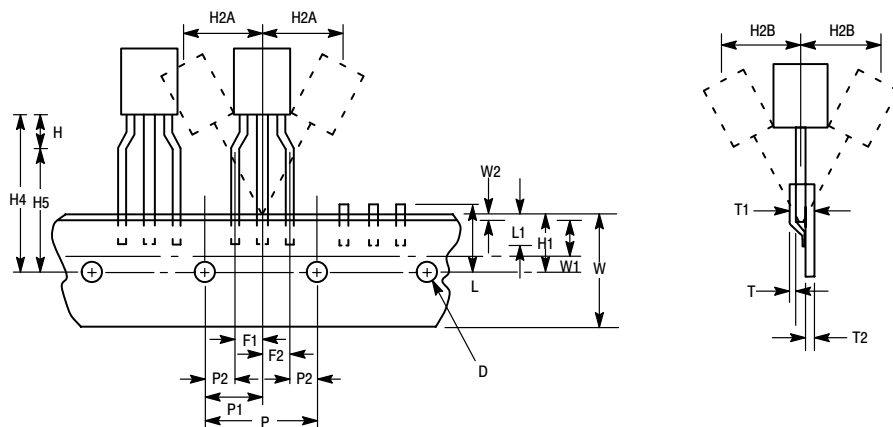 H2A H2A H2B H2B
H
W2
H4 H5 L1 H1 W T1
W1
L
T
F1 T2
F2
P2 P2 D
P1
P